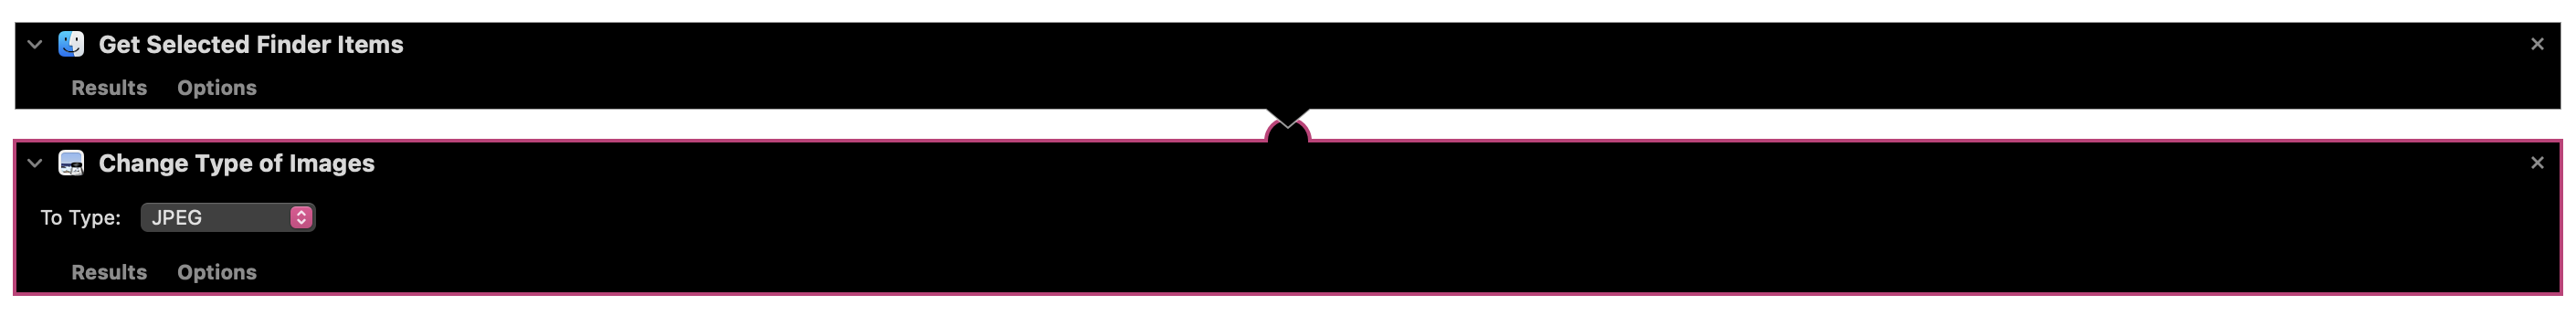 Get Selected Finder Items
Results Options
Change Type of Images
To Type: JPEG
Results Options